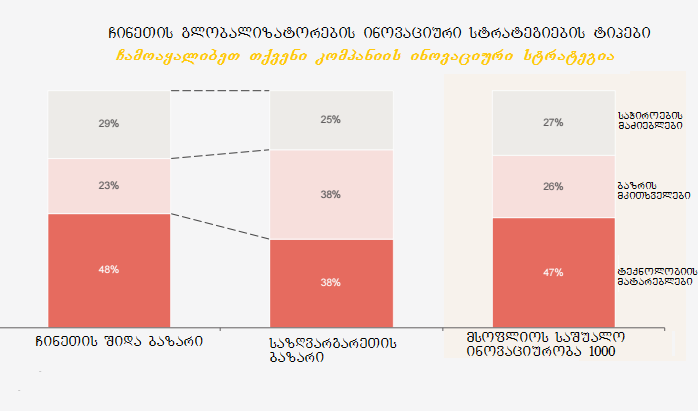 ჩინეთის გლობალიზატორების ინოვაციური სტრატეგიების ტიპები
ჩამოაყალიბეთ თქვენი კომპანიის ინოვაციური სტრატეგია
29%
23%
48%
25%
38%
38%
27%
26%
47%
საჭიროების
მაძიებლები
ბაზრის
მკითხველები
ტექნოლოგიის
მატარებლები
ჩინეთის შიდა ბაზარი
საზღვარგარეთის
ბაზარი
მსოფლიოს საშუალო
ინოვაციურობა 1000